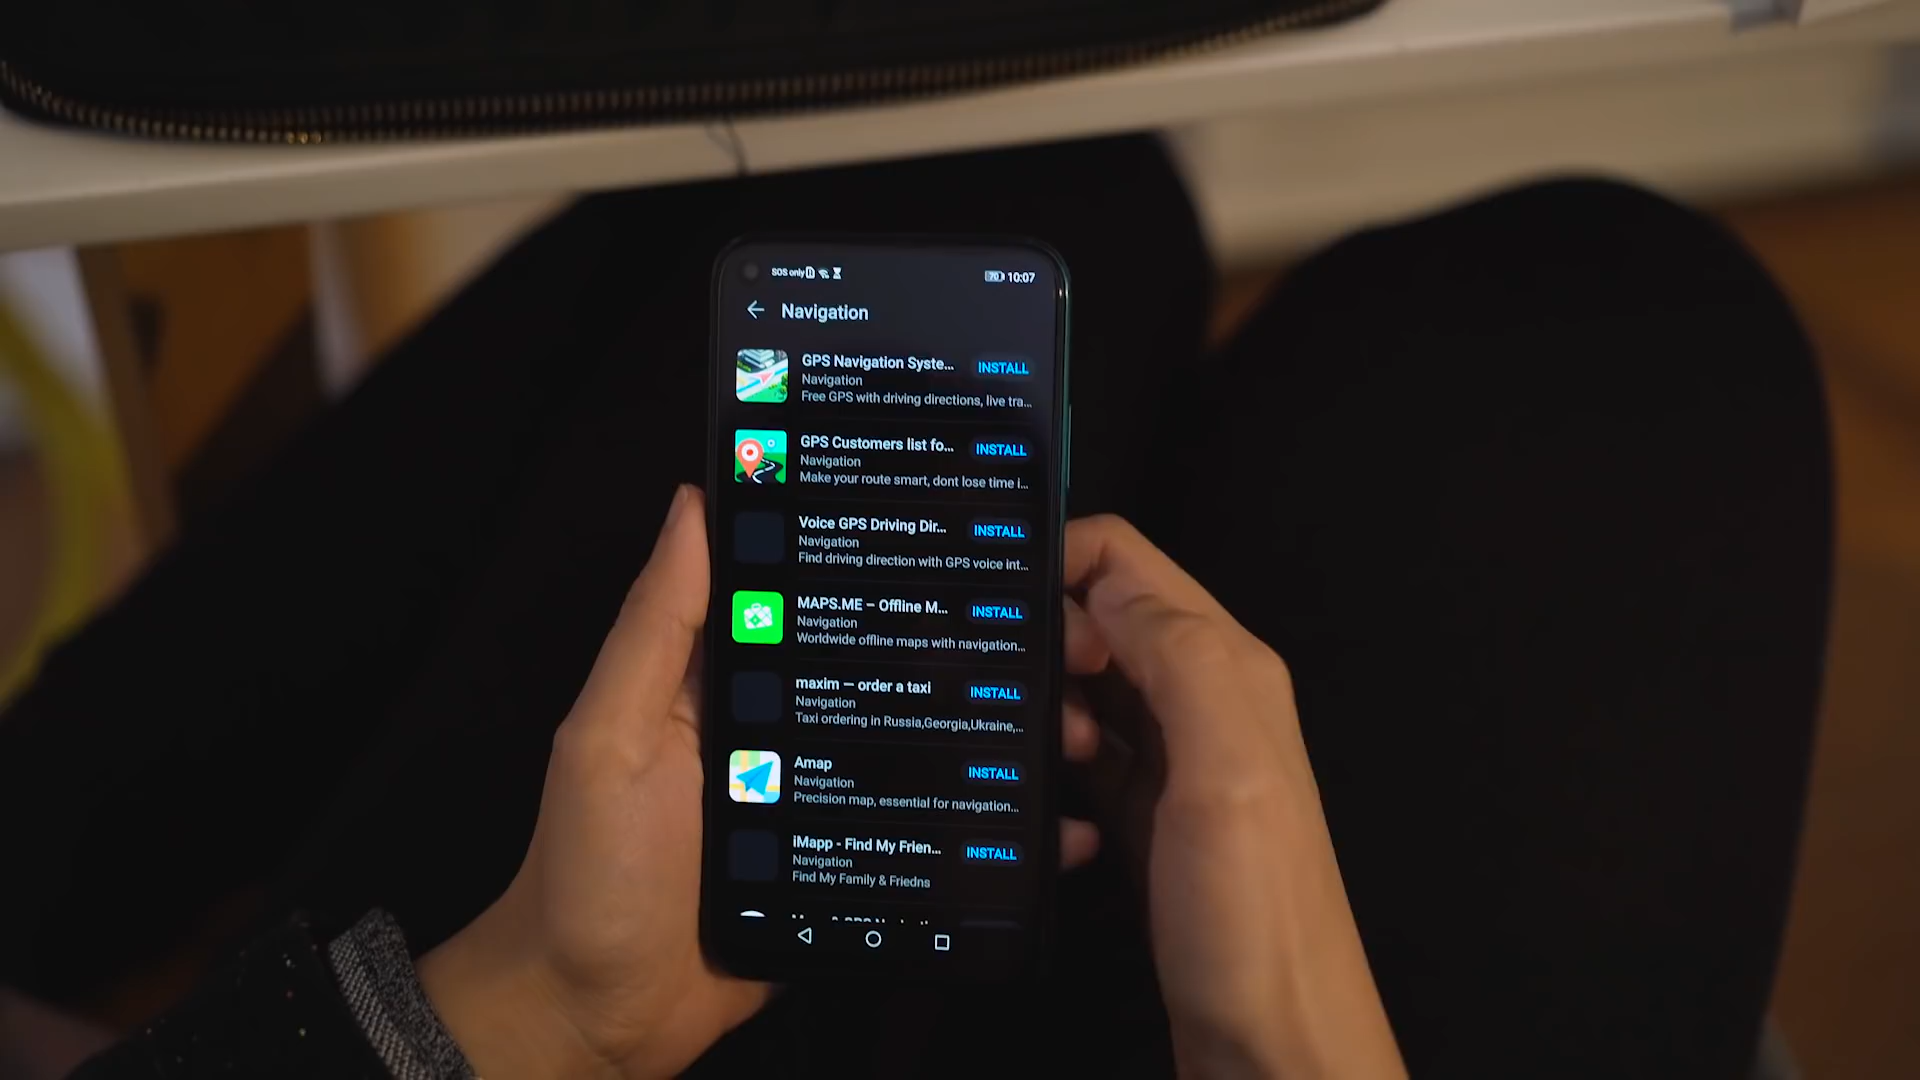 SOS only
70 10:07
Navigation
GPS Navigation Syste... INSTALL
Navigation
Free GPS with driving directions, live tra...
GPS Customers list fo... INSTALL
Navigation
Make your route smart, dont lose time i...
Voice GPS Driving Dir... INSTALL
Navigation
Find driving direction with GPS voice int...
MAPS.ME – Offline M... INSTALL
Navigation
Worldwide offline maps with navigation...
maxim — order a taxi INSTALL
Navigation
Taxi ordering in Russia,Georgia,Ukraine,...
Amap INSTALL
Navigation
Precision map, essential for navigation...
iMapp - Find My Frien... INSTALL
Navigation
Find My Family & Friedns